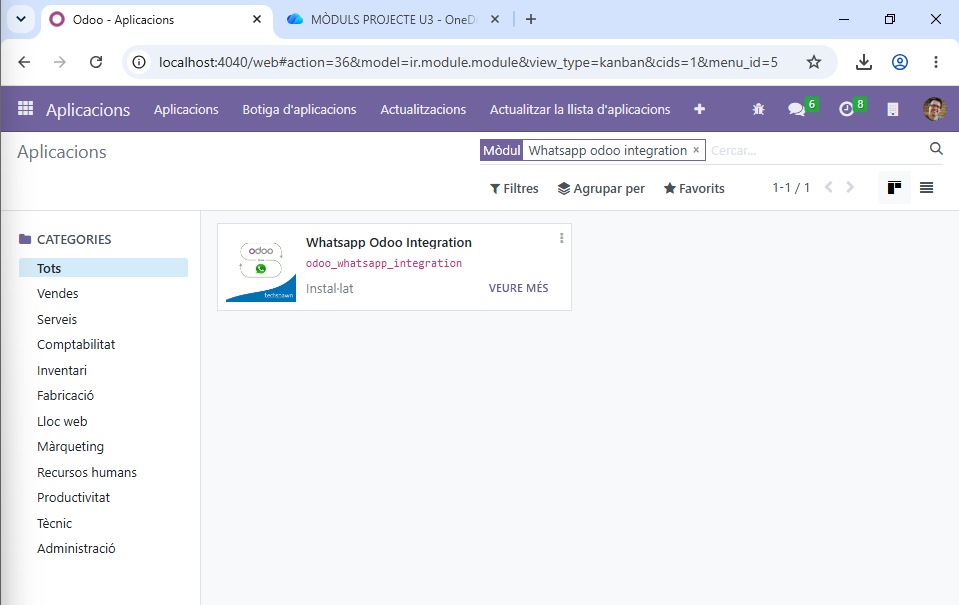 Odoo - Aplicacions
MÒDULS PROJECTE U3 - OneDr
localhost:4040/web#action=36&model=ir.module.module&view_type=kanban&cids=1&menu_id=5
Aplicacions Aplicacions Botiga d'aplicacions Actualitzacions Actualitzar la llista d'aplicacions 6 8
Aplicacions
Mòdul Whatsapp odoo integration × Cercar...
Filtres Agrupar per Favorits 1-1 / 1
CATEGORIES
Tots
Vendes
Serveis
Comptabilitat
Inventari
Fabricació
Lloc web
Màrqueting
Recursos humans
Productivitat
Tècnic
Administració
odoo
techspawn
Whatsapp Odoo Integration
odoo_whatsapp_integration
Instal·lat VEURE MÉS